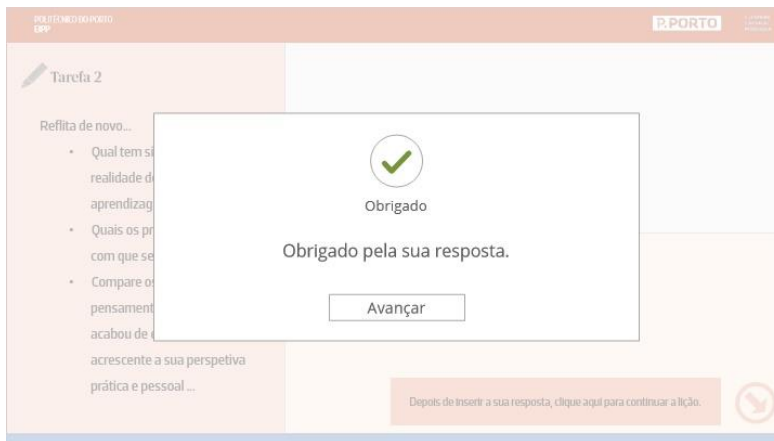 POLITÉCNICO DO PORTO
P.PORTO
Tarefa 2
Reflita de novo...
• Qual tem si
realidade d
aprendizag
• Quais os pr
com que se
• Compare o
pensament
acabou de
acrescente a sua perspetiva
prática e pessoal ...
Obrigado
Obrigado pela sua resposta.
Avançar
Depois de inserir a sua resposta, clique aqui para continuar a lição.